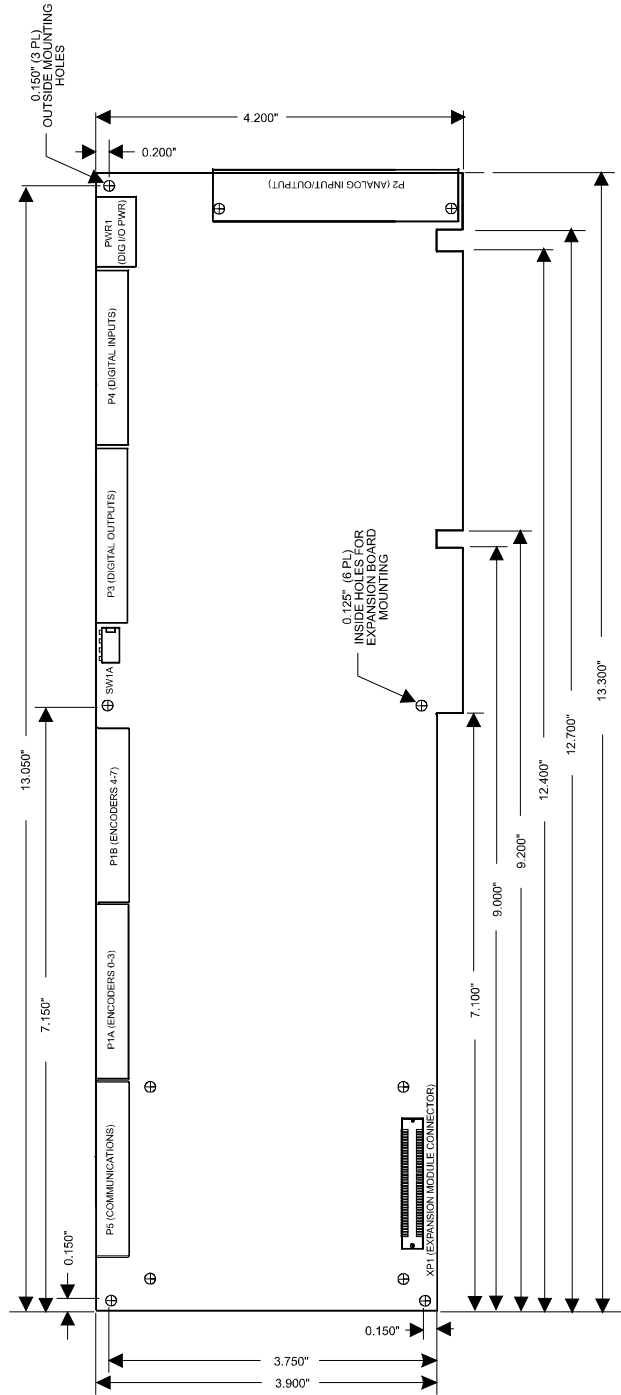 0.150" (3 PL)
OUTSIDE MOUNTING
HOLES
4.200"
0.200"
P2 (ANALOG INPUT/OUTPUT)
PWR1
(DIG I/O PWR)
P4 (DIGITAL INPUTS)
P3 (DIGITAL OUTPUTS)
0.125" (6 PL)
INSIDE HOLES FOR
EXPANSION BOARD
MOUNTING
SW1A
13.050"
13.300"
12.700"
12.400"
9.200"
9.000"
7.100"
P1B (ENCODERS 4-7)
P1A (ENCODERS 0-3)
7.150"
P5 (COMMUNICATIONS)
XP1 (EXPANSION MODULE CONNECTOR)
0.150"
0.150"
3.750"
3.900"